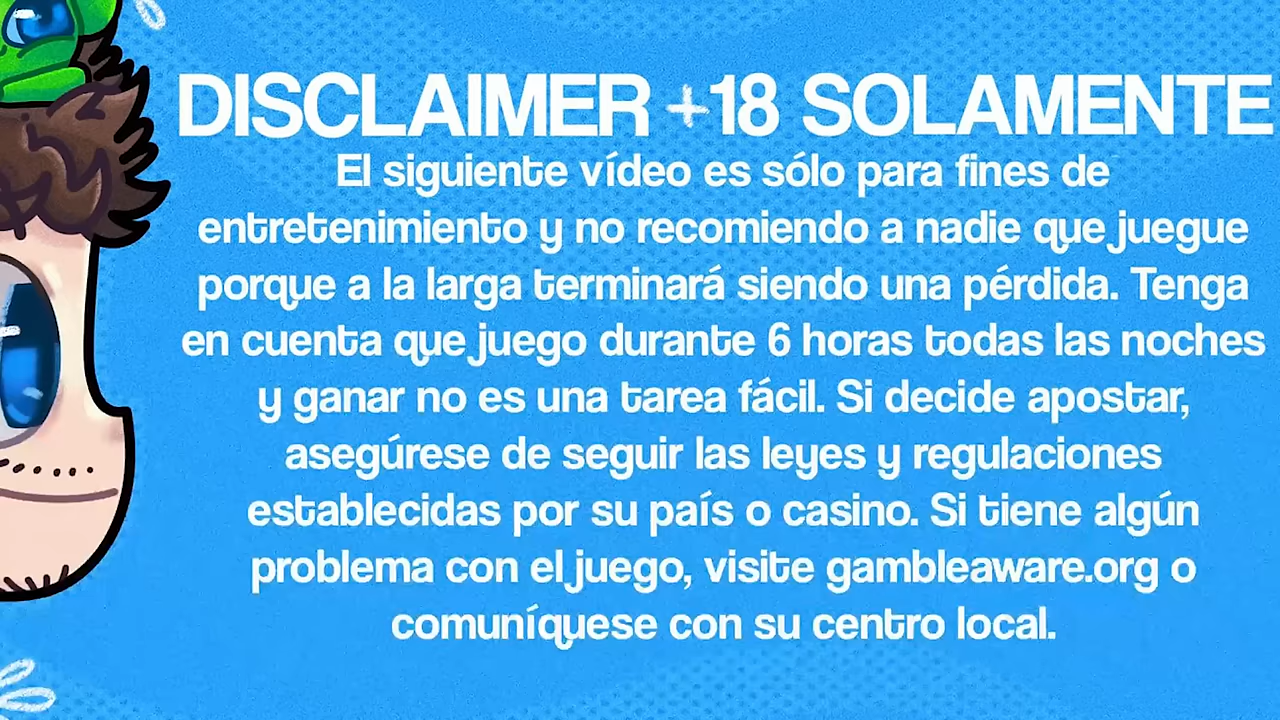 DISCLAIMER +18 SOLAMENTE
El siguiente vídeo es sólo para fines de
entretenimiento y no recomiendo a nadie que juegue
porque a la larga terminará siendo una pérdida. Tenga
en cuenta que juego durante 6 horas todas las noches
y ganar no es una tarea fácil. Si decide apostar,
asegúrese de seguir las leyes y regulaciones
establecidas por su país o casino. Si tiene algún
problema con el juego, visite gambleaware.org o
comuníquese con su centro local.